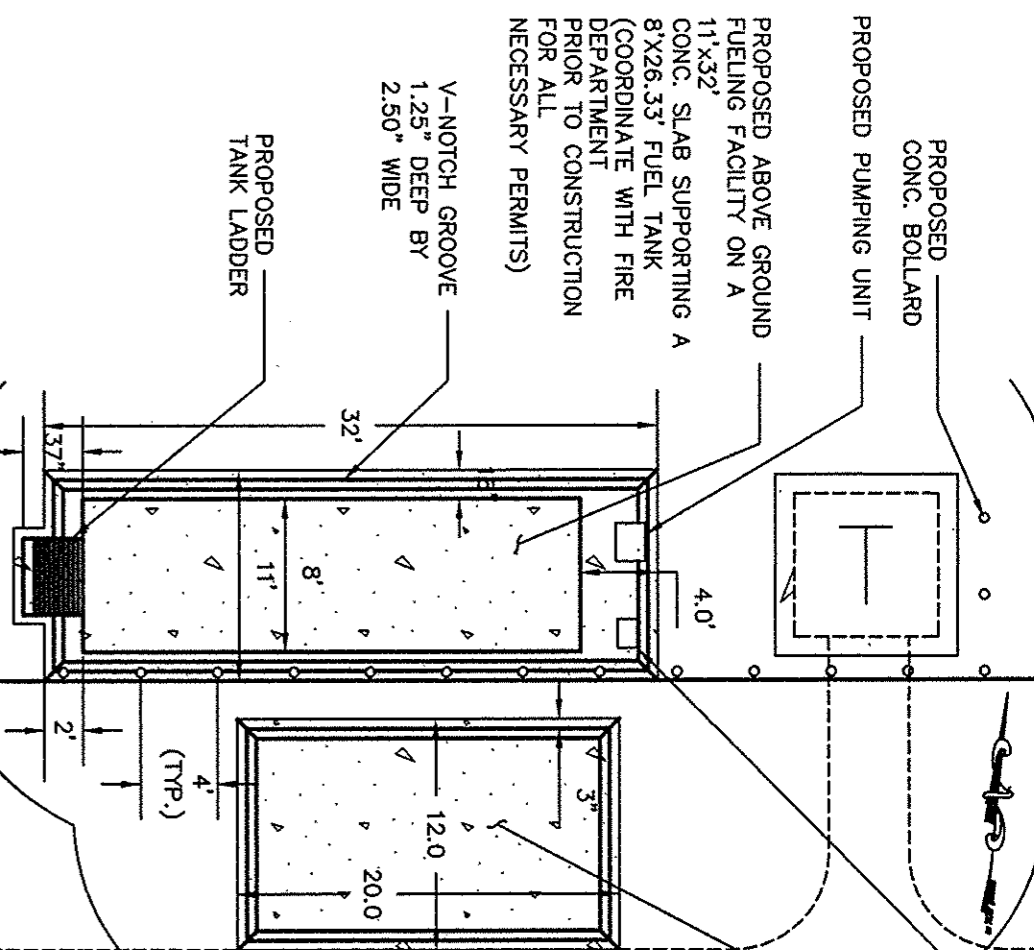 PROPOSED
CONC. BOLLARD
PROPOSED PUMPING UNIT
PROPOSED ABOVE GROUND
FUELING FACILITY ON A
11'x32'
CONC. SLAB SUPPORTING A
8'X26.33' FUEL TANK
(COORDINATE WITH FIRE
DEPARTMENT
PRIOR TO CONSTRUCTION
FOR ALL
NECESSARY PERMITS)
V-NOTCH GROOVE
1.25" DEEP BY
2.50" WIDE
PROPOSED
TANK LADDER
32'
37"
8'
11'
4.0'
T
2'
4'
(TYP.)
3"
12.0
20.0